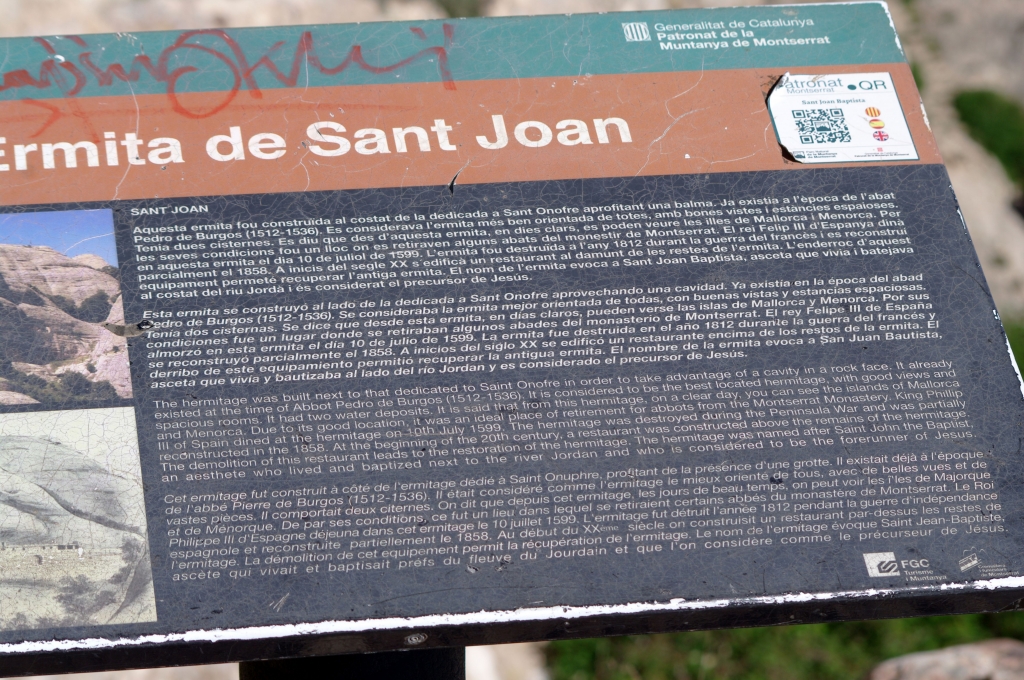 Generalitat de Catalunya
Patronat de la
Muntanya de Montserrat
Patronat
Montserrat
QR
Sant Joan Baptista
Ermita de Sant Joan
SANT JOAN
Aquesta ermita fou construïda al costat de la dedicada a Sant Onofre aprofitant una balma. Ja existia a l'època de l'abat
Pedro de Burgos (1512-1536). Es considerava l'ermita més ben orientada de totes, amb bones vistes i estàncies espaioses.
Tenia dues cisternes. Es diu que des d'aquesta ermita, en dies clars, es poden veure les illes de Mallorca i Menorca. Per
les seves condicions fou un lloc on es retiraven alguns abats del monestir de Montserrat. El rei Felip III d'Espanya dinà
en aquesta ermita el dia 10 de juliol de 1599. L'ermita fou destruïda a l'any 1812 durant la guerra del francès i es reconstruí
parcialment el 1858. A inicis del segle XX s'edificà un restaurant al damunt de les restes de l'ermita. L'enderroc d'aquest
equipament permeté recuperar l'antiga ermita. El nom de l'ermita evoca a Sant Joan Baptista, asceta que vivia i batejava
al costat del riu Jordà i és considerat el precursor de Jesús.
Esta ermita se construyó al lado de la dedicada a Sant Onofre aprovechando una cavidad. Ya existía en la época del abad
Pedro de Burgos (1512-1536). Se consideraba la ermita mejor orientada de todas, con buenas vistas y estancias espaciosas.
Tenía dos cisternas. Se dice que desde esta ermita, en días claros, pueden verse las islas de Mallorca y Menorca. Por sus
condiciones fue un lugar donde se retiraban algunos abades del monasterio de Montserrat. El rey Felipe III de España
almorzó en esta ermita el día 10 de julio de 1599. La ermita fue destruida en el año 1812 durante la guerra del francés y
se reconstruyó parcialmente el 1858. A inicios del siglo XX se edificó un restaurante encima de los restos de la ermita. El
derribo de este equipamiento permitió recuperar la antigua ermita. El nombre de la ermita evoca a San Juan Bautista,
asceta que vivía y bautizaba al lado del río Jordan y es considerado el precursor de Jesús.
The hermitage was built next to that dedicated to Saint Onofre in order to take advantage of a cavity in a rock face. It already
existed at the time of Abbot Pedro de Burgos (1512-1536). It is considered to be the best located hermitage, with good views and
spacious rooms. It had two water deposits. It is said that from this hermitage, on a clear day, you can see the islands of Mallorca
and Menorca. Due to its good location, it was an ideal place of retirement for abbots from the Montserrat Monastery. King Phillip
III of Spain dined at the hermitage on 10th July 1599. The hermitage was destroyed during the Peninsula War and was partially
reconstructed in the 1858. At the beginning of the 20th century, a restaurant was constructed above the remains of the hermitage.
The demolition of this restaurant leads to the restoration of the hermitage. The hermitage was named after Saint John the Baptist,
an aesthete who lived and baptized next to the river Jordan and who is considered to be the forerunner of Jesus.
Cet ermitage fut construit à côté de l'ermitage dédié à Saint Onuphre, profitant de la présence d'une grotte. Il existait déjà à l'époque
de l'abbé Pierre de Burgos (1512-1536). Il était considéré comme l'ermitage le mieux orienté de tous, avec de belles vues et de
vastes pièces. Il comportait deux citernes. On dit que depuis cet ermitage, les jours de beau temps, on peut voir les îles de Majorque
et de Ménorque. De par ses conditions, ce fut un lieu dans lequel se retiraient certains abbés du monastère de Montserrat. Le Roi
Philippe III d'Espagne déjeuna dans cet ermitage le 10 juillet 1599. L'ermitage fut détruit l'année 1812 pendant la guerre d'indépendance
espagnole et reconstruite partiellement le 1858. Au début du XXème siècle on construisit un restaurant par-dessus les restes de
l'ermitage. La démolition de cet equipement permit la récupération de l'ermitage. Le nom de l'ermitage évoque Saint Jean-Baptiste,
ascète qui vivait et baptisait préfs du fleuve du Jourdain et que l'on considère comme le précurseur de Jésus.
FGC
Turisme
i Muntanya